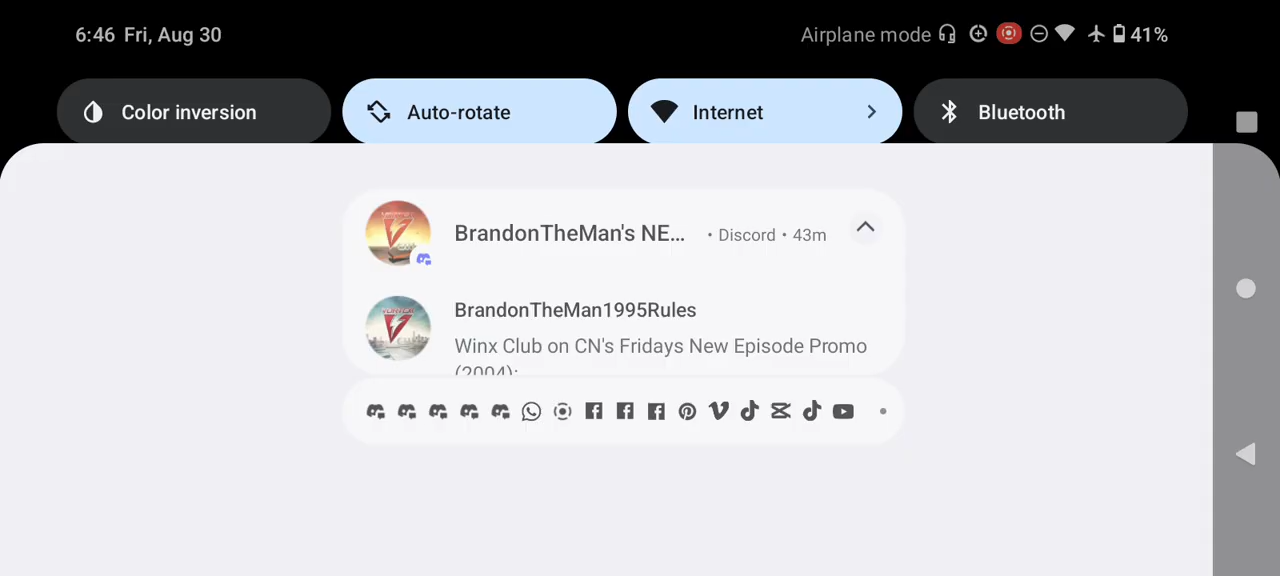 6:46 Fri, Aug 30
Airplane mode 41%
Color inversion
Auto-rotate
Internet
Bluetooth
BrandonTheMan's NE... • Discord • 43m
BrandonTheMan1995Rules
Winx Club on CN's Fridays New Episode Promo
(2004):